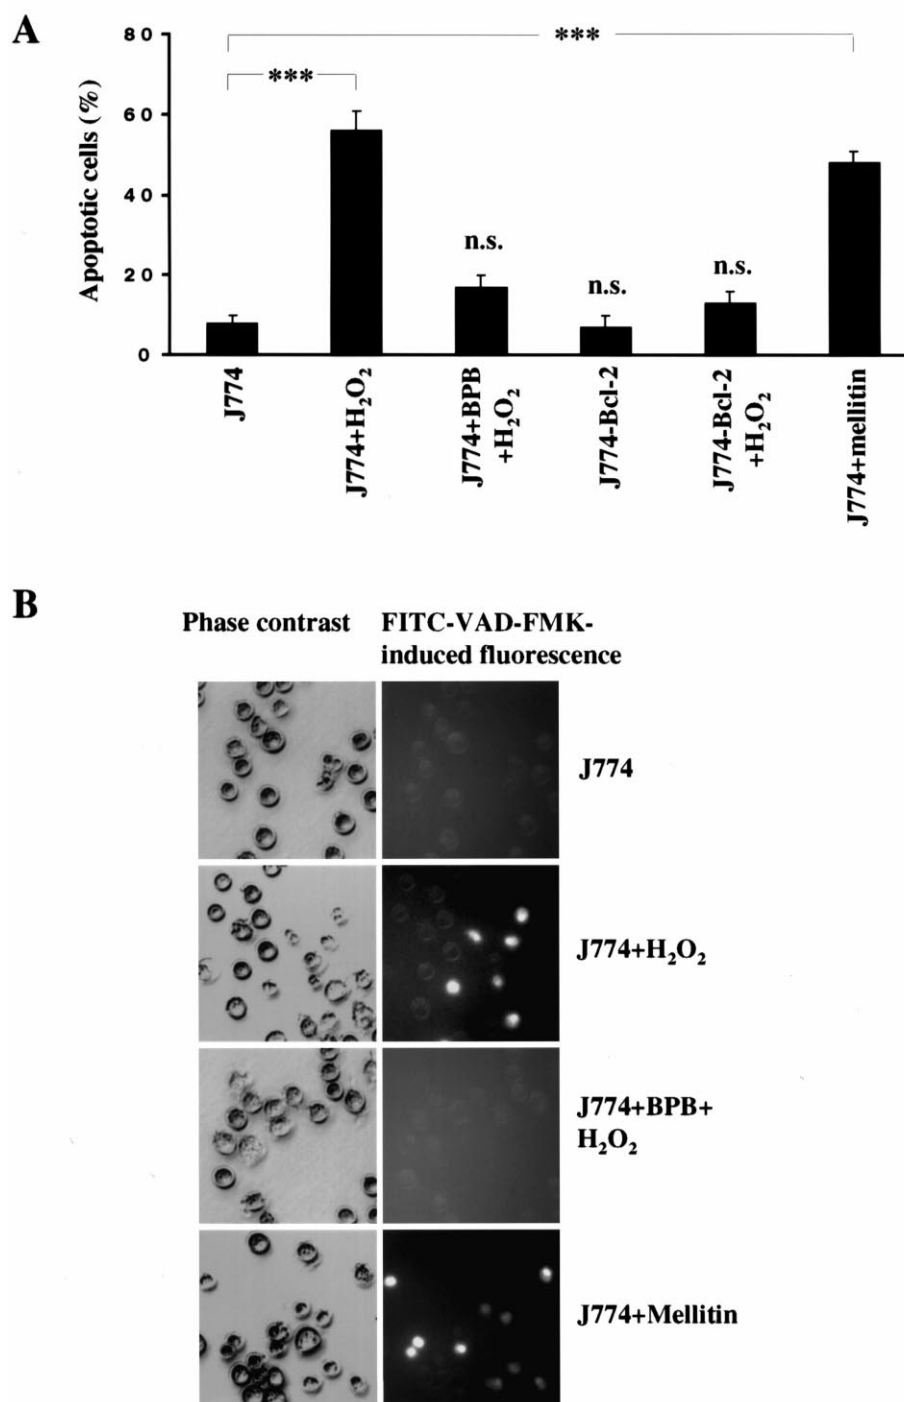 A
80
60
40
20
0
Apoptotic cells (%)
***
***
n.s.
n.s.
n.s.
J774
J774+H₂O₂
J774+BPB
+H₂O₂
J774-Bcl-2
J774-Bcl-2
+H₂O₂
J774+mellitin
B
Phase contrast
FITC-VAD-FMK-
induced fluorescence
J774
J774+H₂O₂
J774+BPB+
H₂O₂
J774+Mellitin